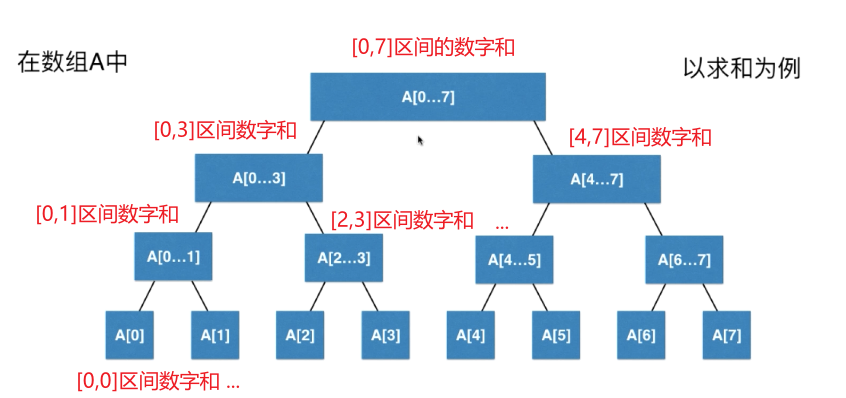 [0,7]区间的数字和
在数组A中
以求和为例
A[0...7]
[0,3]区间数字和
[4,7]区间数字和
A[0...3]
A[4...7]
[0,1]区间数字和
[2,3]区间数字和 ...
A[0...1]
A[2...3]
A[4...5]
A[6...7]
A[0]
A[1]
A[2]
A[3]
A[4]
A[5]
A[6]
A[7]
[0,0]区间数字和 ...